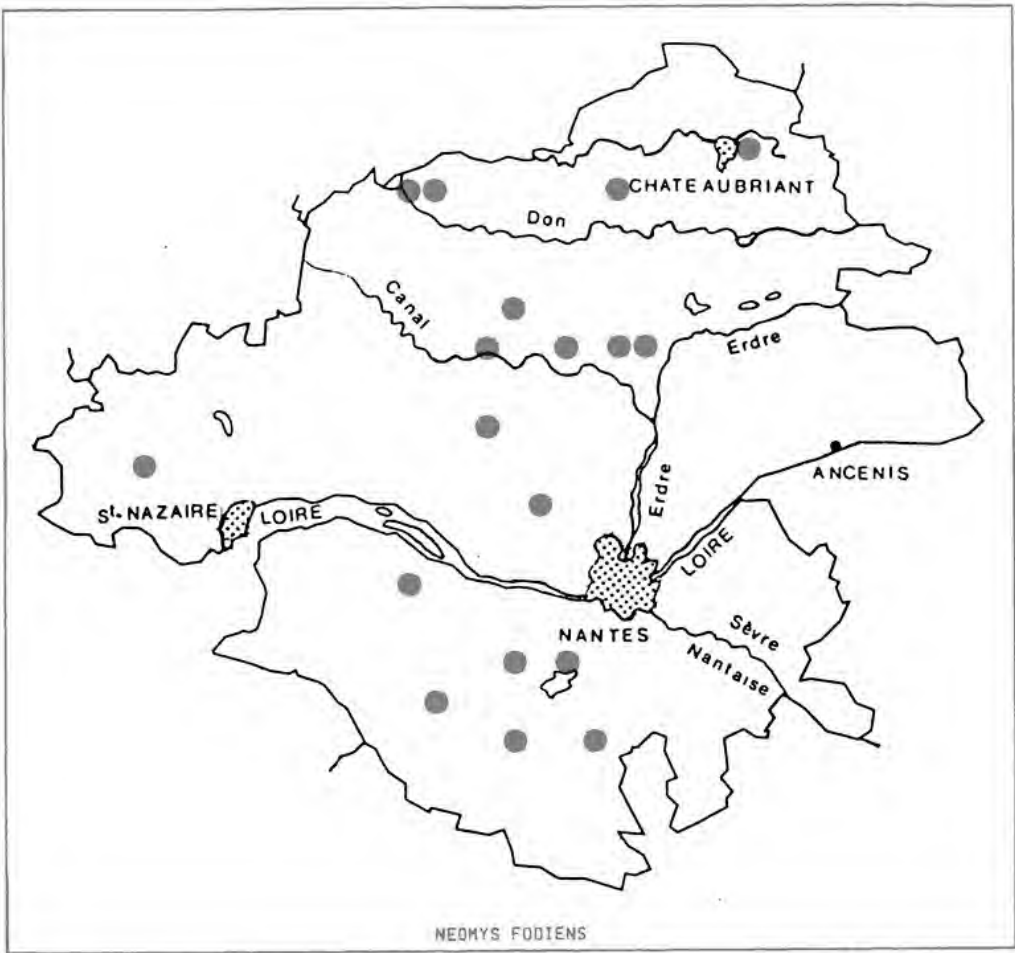 CHATEAUBRIANT
Don
Canal
Erdre
ANCENIS
Erdre
St-NAZAIRE
LOIRE
LOIRE
NANTES
Sèvre
Nantaise
NEOMYS FODIENS